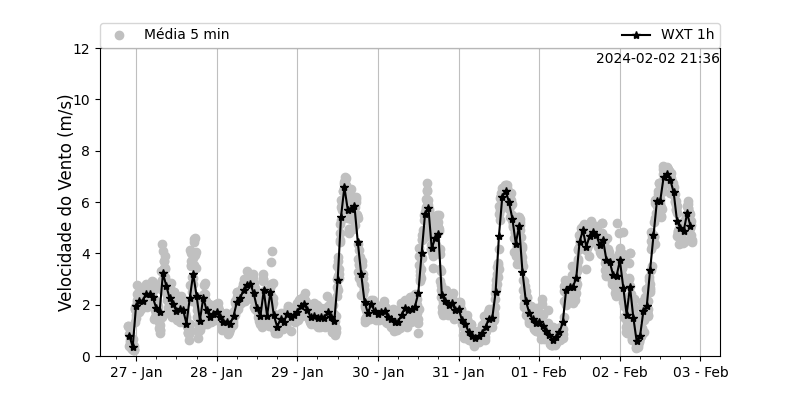 Média 5 min
WXT 1h
2024-02-02 21:36
Velocidade do Vento (m/s)
12
10
8
6
4
2
0
27 - Jan
28 - Jan
29 - Jan
30 - Jan
31 - Jan
01 - Feb
02 - Feb
03 - Feb